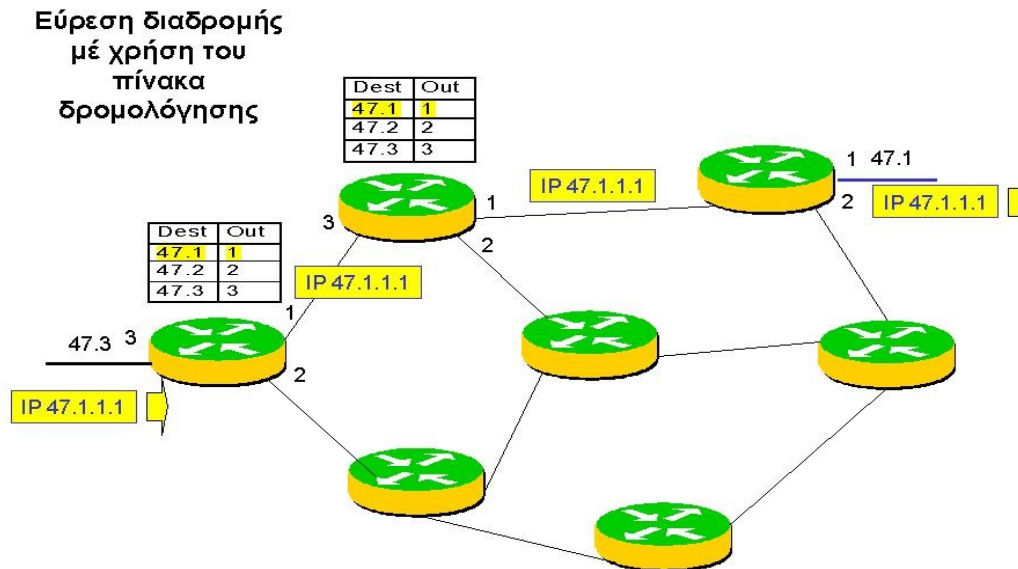 Εύρεση διαδρομής
μέ χρήση του
πίνακα
δρομολόγησης
Dest Out
47.1 1
47.2 2
47.3 3
1 47.1
IP 47.1.1.1
1
2
IP 47.1.1.1
3
2
Dest Out
47.1 1
47.2 2
47.3 3
IP 47.1.1.1
1
47.3 3
2
IP 47.1.1.1